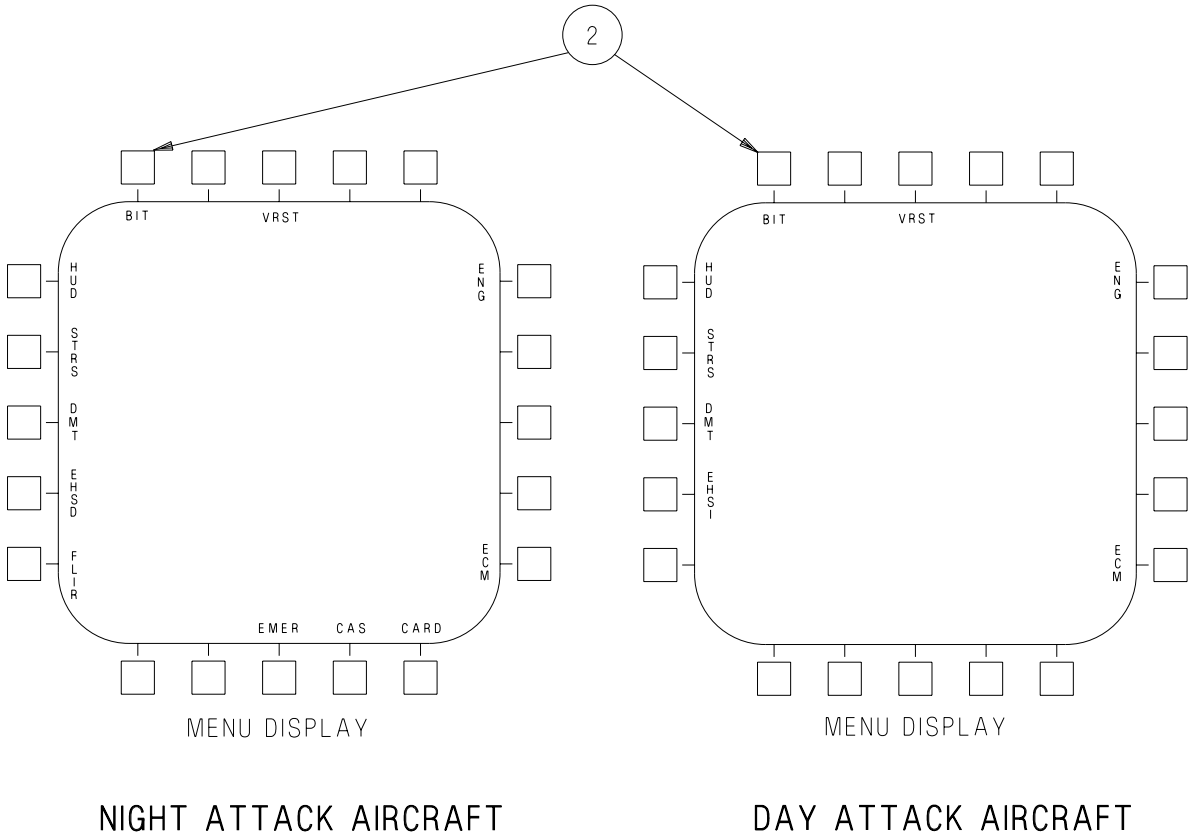 2
BIT VRST
HUD
STRS
DMT
EHSD
FLIR
ENG
ECM
EMER CAS CARD
MENU DISPLAY
NIGHT ATTACK AIRCRAFT
BIT VRST
HUD
STRS
DMT
EHSI
ENG
ECM
MENU DISPLAY
DAY ATTACK AIRCRAFT